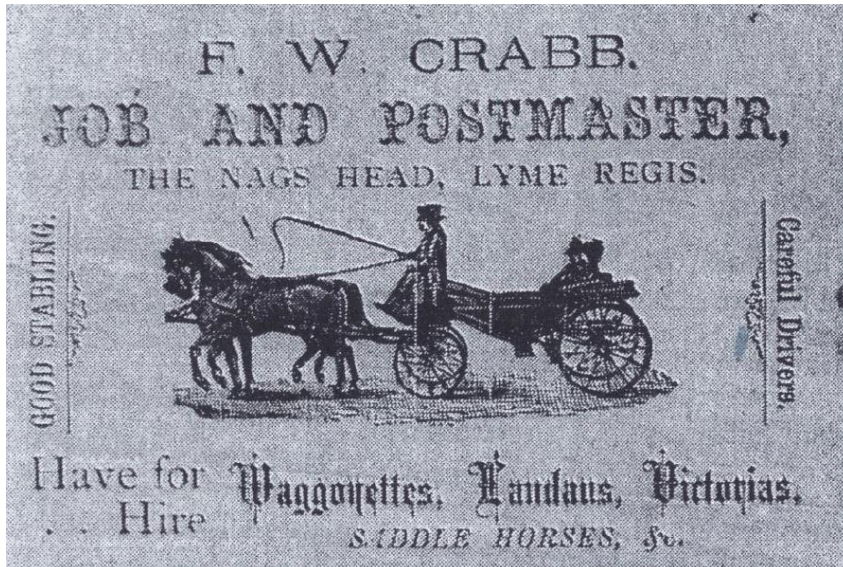 F. W. CRABB.
JOB AND POSTMASTER,
THE NAGS HEAD, LYME REGIS.
GOOD STABLING.
Careful Drivers.
Have for
. . Hire
Waggonettes, Landaus, Victorias,
SADDLE HORSES, &c.